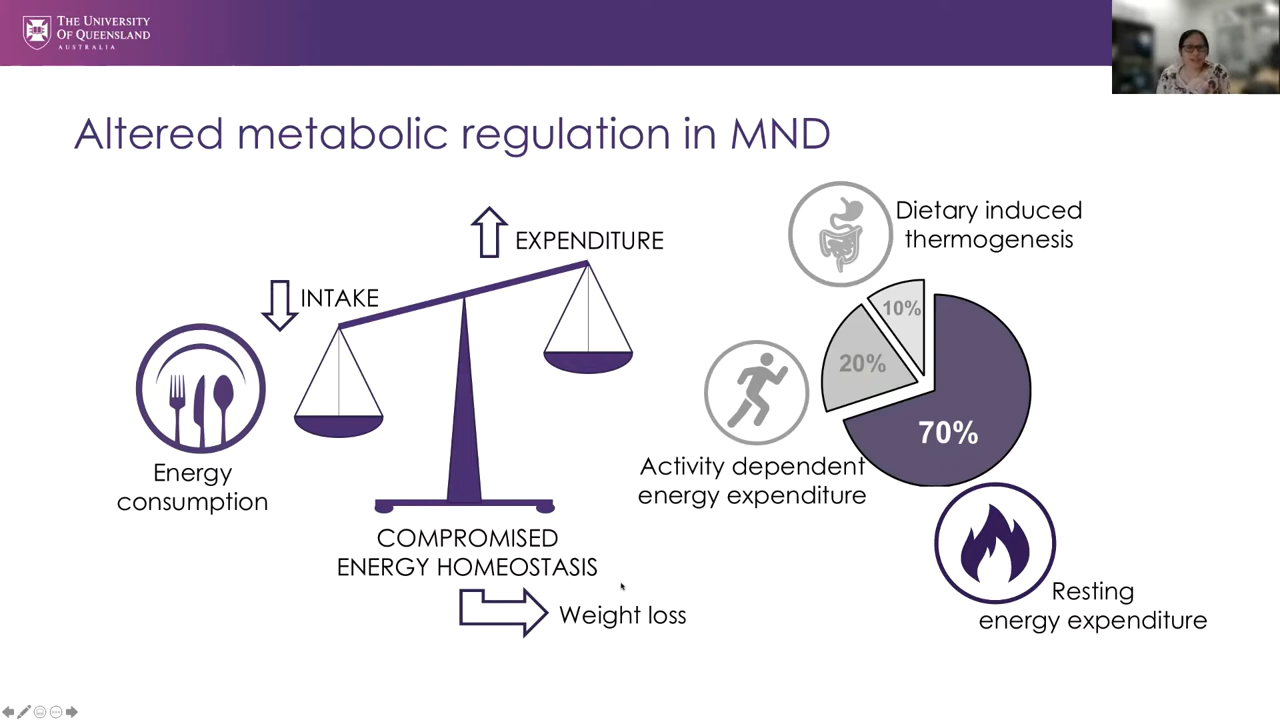 THE UNIVERSITY
OF QUEENSLAND
AUSTRALIA
Altered metabolic regulation in MND
EXPENDITURE
INTAKE
Energy
consumption
COMPROMISED
ENERGY HOMEOSTASIS
Weight loss
Dietary induced
thermogenesis
10%
20%
70%
Activity dependent
energy expenditure
Resting
energy expenditure